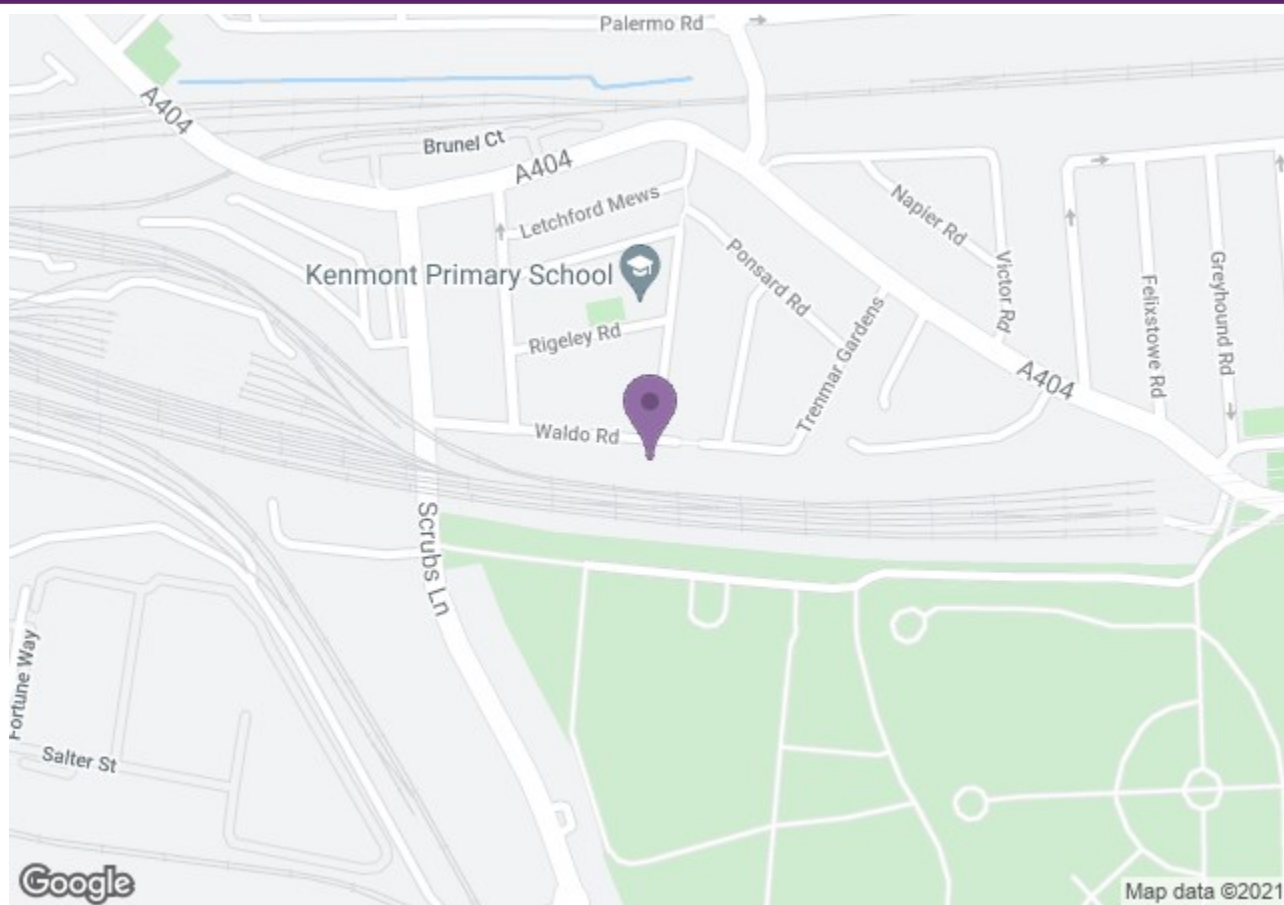 Palermo Rd
A404
Brunel Ct
A404
Letchford Mews
Napier Rd
Kenmont Primary School
Ponsard Rd
Victor Rd
Felixstowe Rd
Greyhound Rd
Rigeley Rd
Trenmar Gardens
A404
Waldo Rd
Scrubs Ln
Fortune Way
Salter St
Google
Map data ©2021